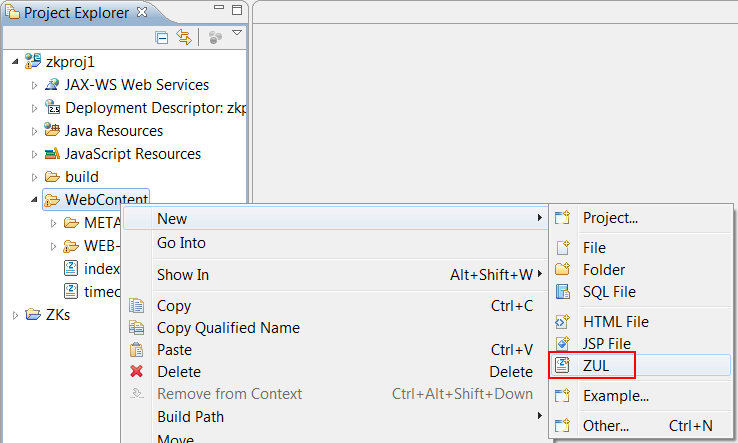 Project Explorer
zkproj1
JAX-WS Web Services
Deployment Descriptor: zkp
Java Resources
JavaScript Resources
build
WebContent
META
WEB-
index
timec
ZKs
New
Go Into
Show In Alt+Shift+W
Copy Ctrl+C
Copy Qualified Name
Paste Ctrl+V
Delete Delete
Remove from Context Ctrl+Alt+Shift+Down
Build Path
Move
Project...
File
Folder
SQL File
HTML File
JSP File
ZUL
Example...
Other... Ctrl+N